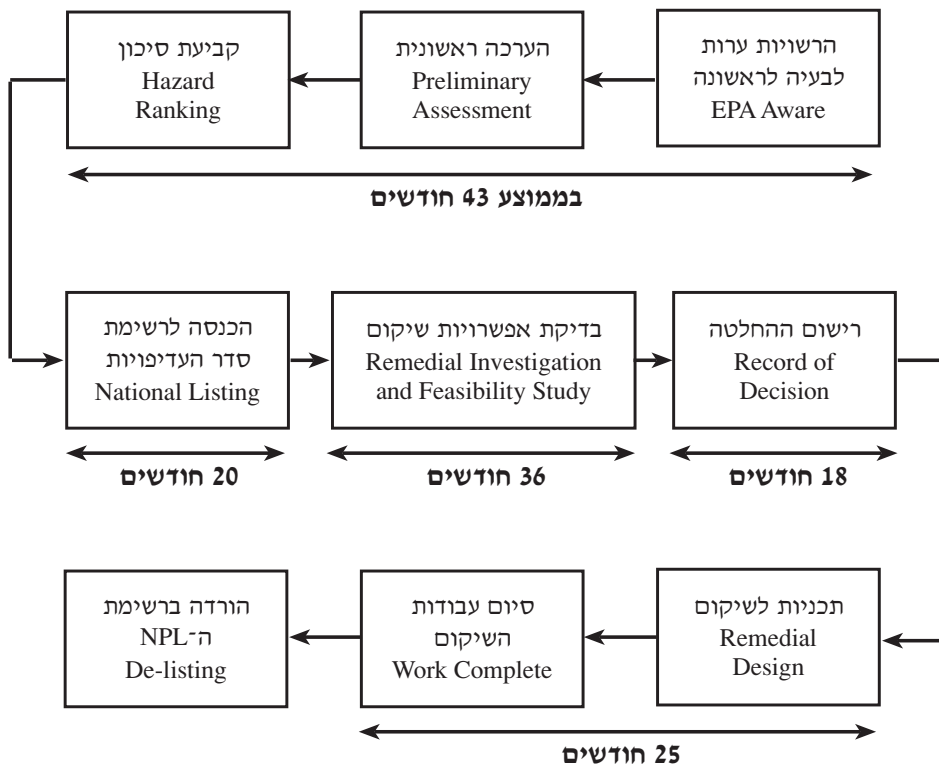 הרשויות ערות
לבעיה לראשונה
EPA Aware
הערכה ראשונית
Preliminary
Assessment
קביעת סיכון
Hazard
Ranking
בממוצע 43 חודשים
הכנסה לרשימת
סדר העדיפויות
National Listing
בדיקת אפשרויות שיקום
Remedial Investigation
and Feasibility Study
רישום ההחלטה
Record of
Decision
20 חודשים
36 חודשים
18 חודשים
תכניות לשיקום
Remedial
Design
סיום עבודות
השיקום
Work Complete
הורדה ברשימת
ה־NPL
De-listing
25 חודשים